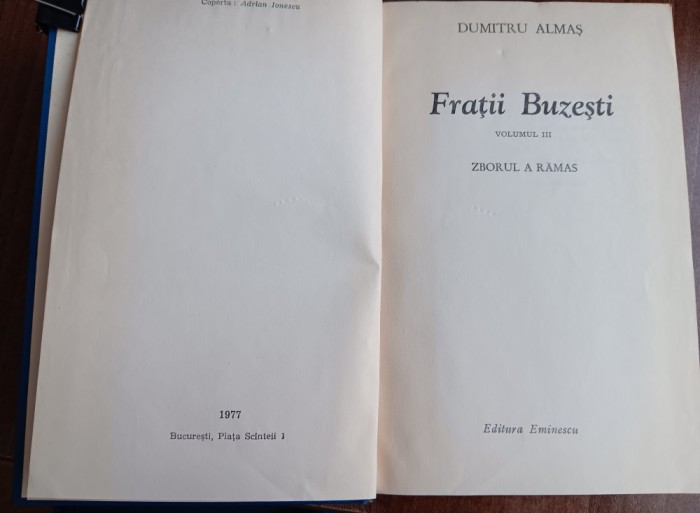 Coperta : Adrian Ionescu
1977
București, Piața Scînteii 1
DUMITRU ALMAȘ
Frații Buzești
VOLUMUL III
ZBORUL A RĂMAS
Editura Eminescu